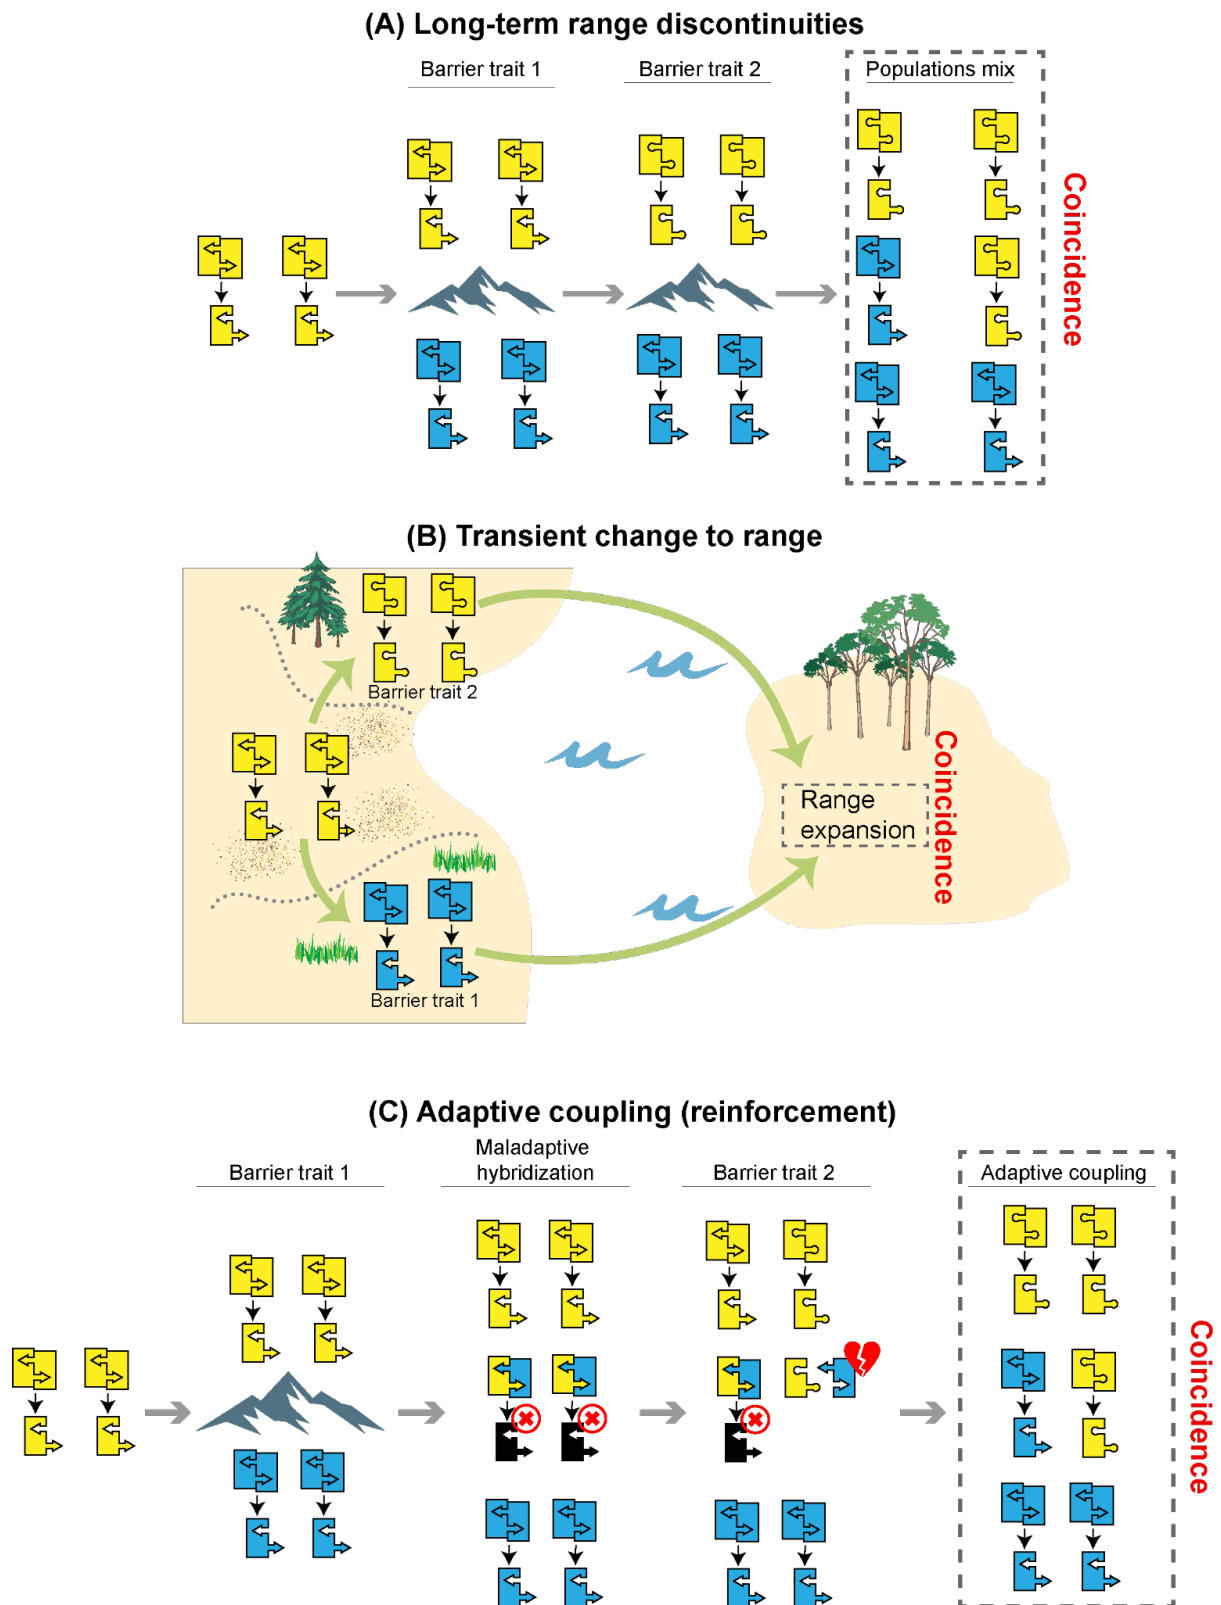 (A) Long-term range discontinuities
Barrier trait 1
Barrier trait 2
Populations mix
Coincidence
(B) Transient change to range
Barrier trait 2
Range
expansion
Coincidence
Barrier trait 1
(C) Adaptive coupling (reinforcement)
Barrier trait 1
Maladaptive
hybridization
Barrier trait 2
Adaptive coupling
Coincidence